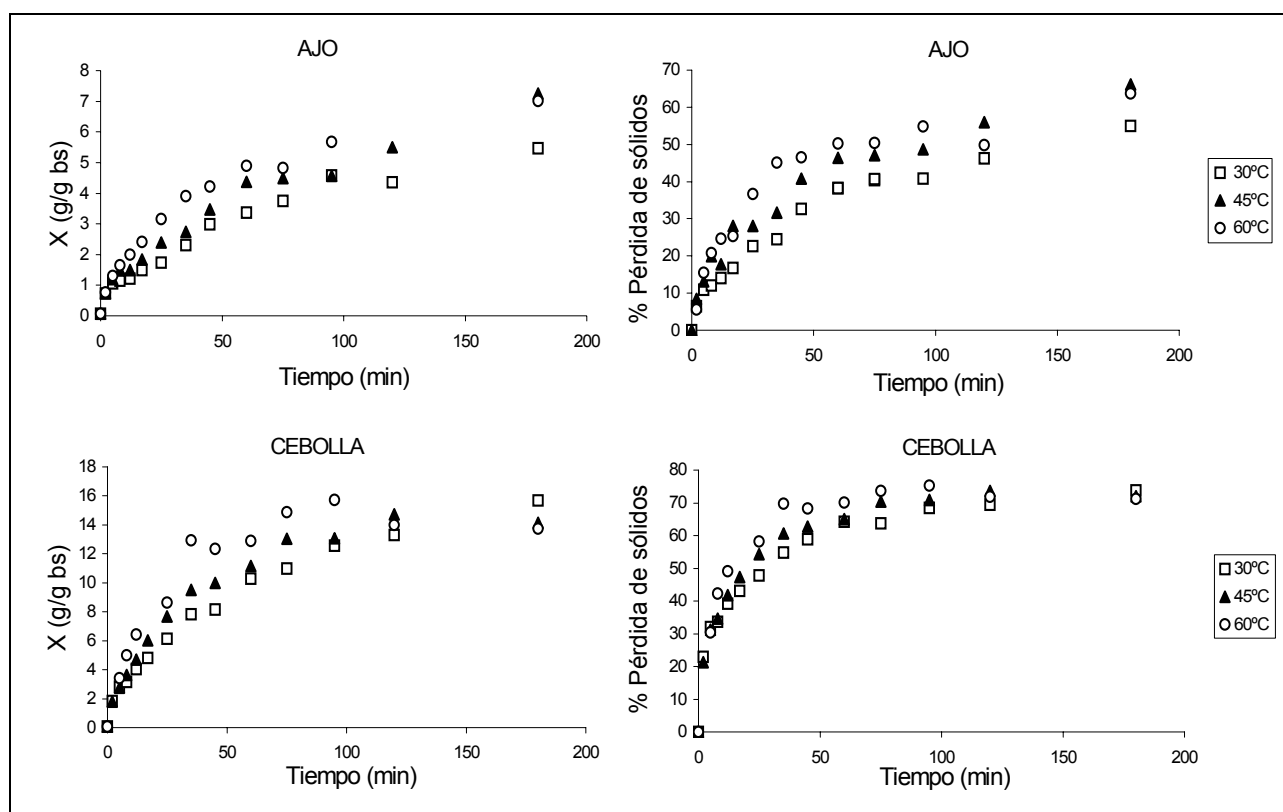 AJO
X (g/g bs)
8
7
6
5
4
3
2
1
0
0 50 100 150 200
Tiempo (min)
AJO
% Pérdida de sólidos
70
60
50
40
30
20
10
0
0 50 100 150 200
Tiempo (min)
30ºC
45ºC
60ºC
CEBOLLA
X (g/g bs)
18
16
14
12
10
8
6
4
2
0
0 50 100 150 200
Tiempo (min)
CEBOLLA
% Pérdida de sólidos
80
70
60
50
40
30
20
10
0
0 50 100 150 200
Tiempo (min)
30ºC
45ºC
60ºC